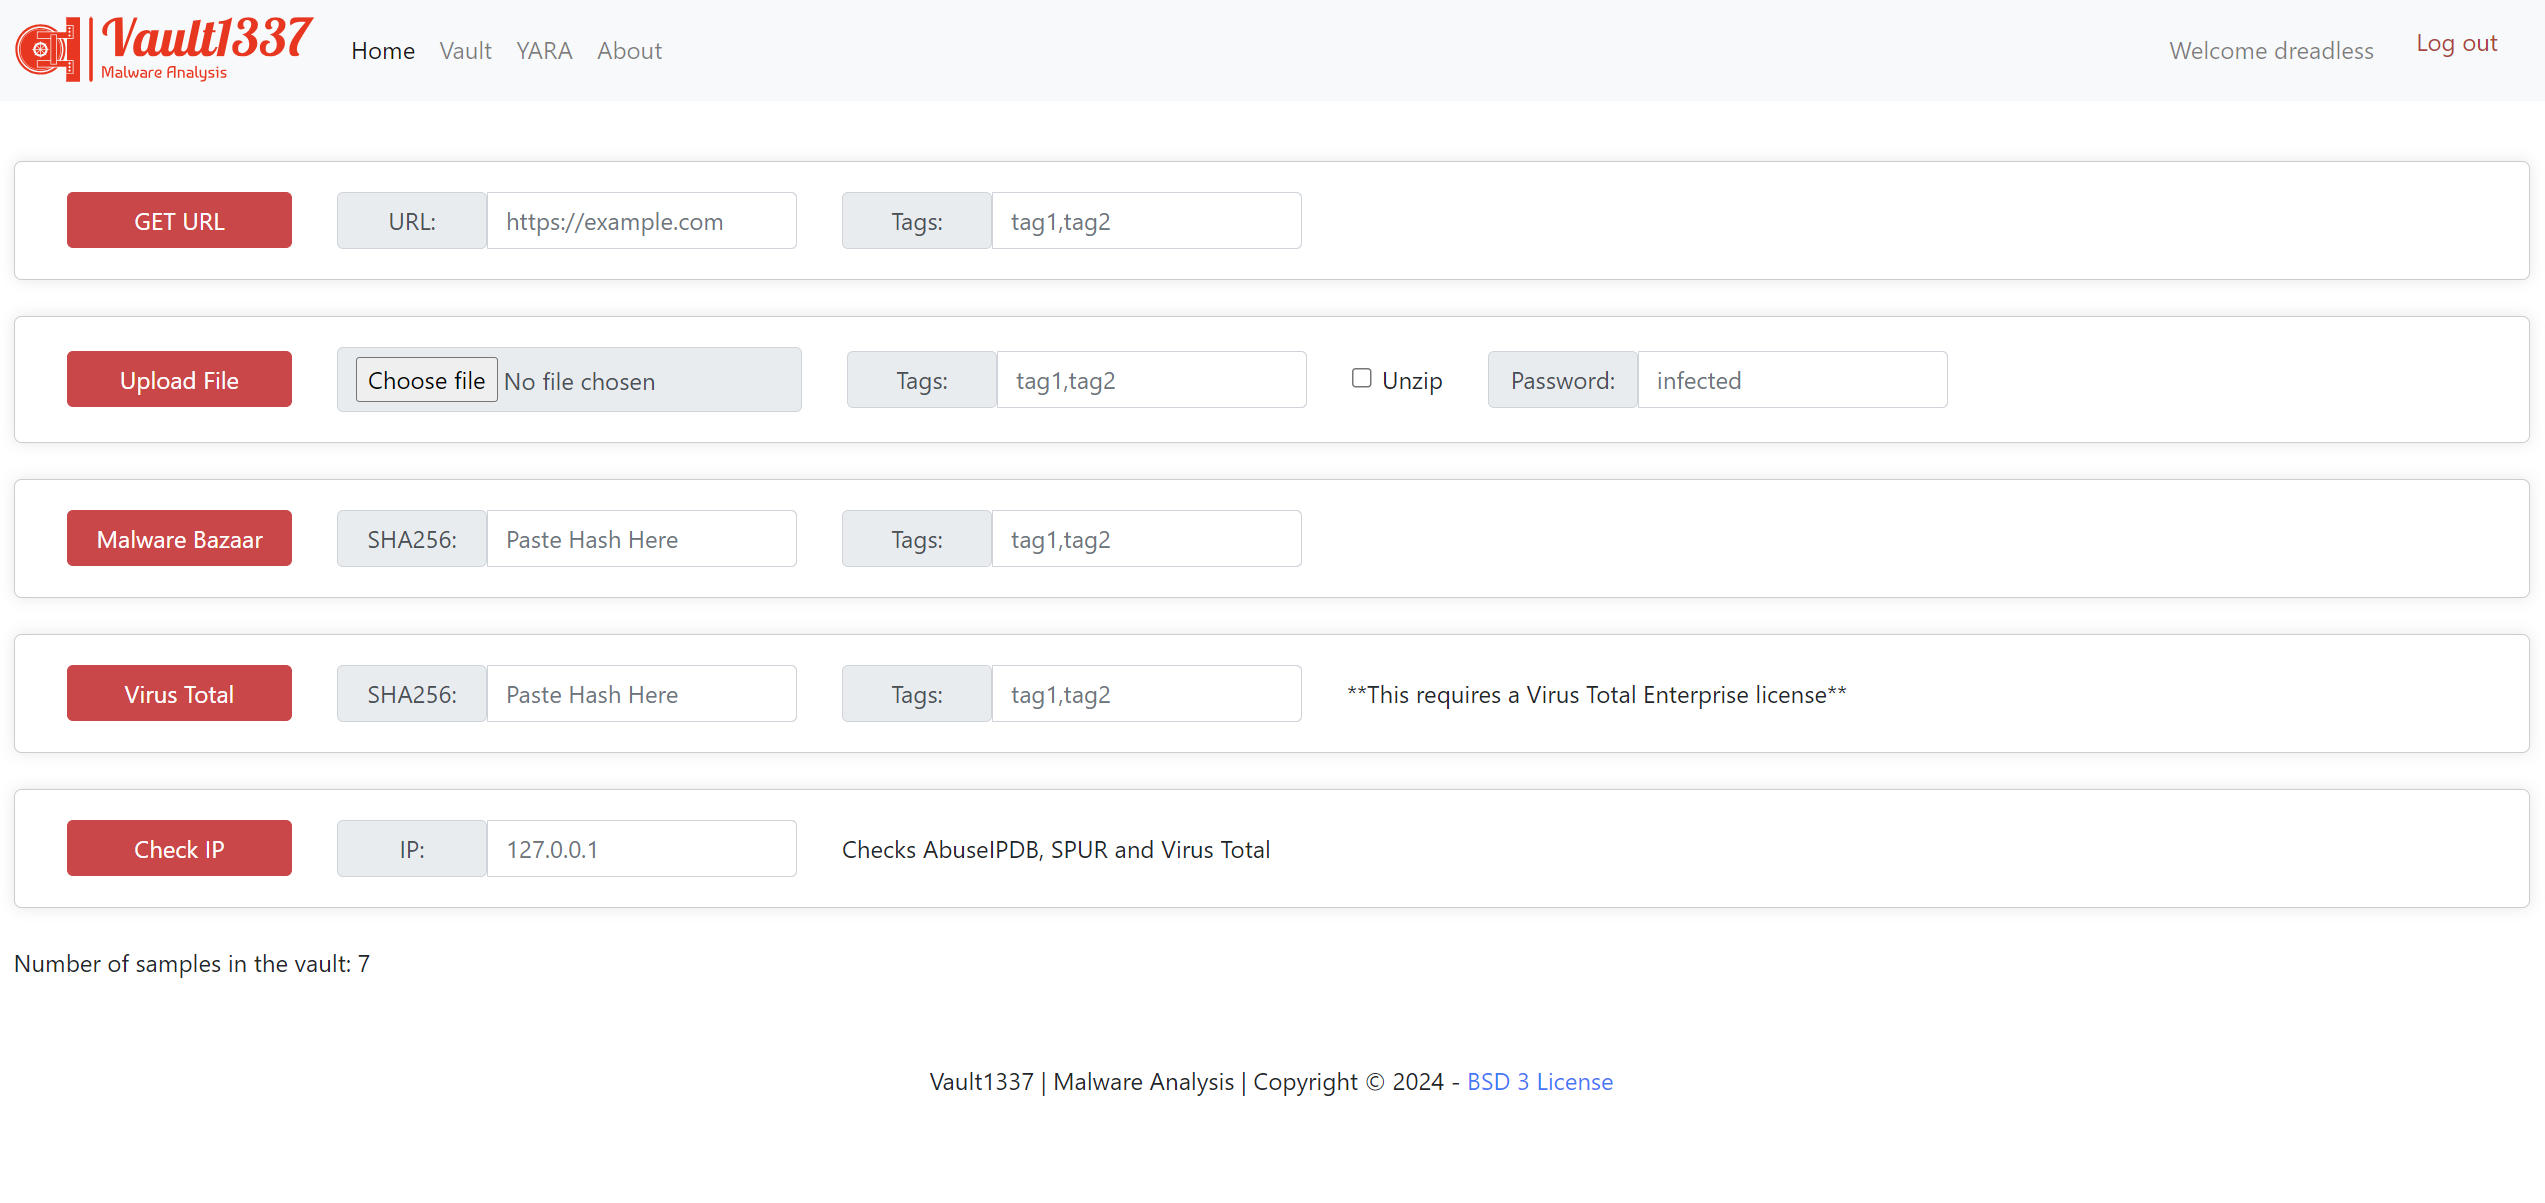 Vault1337
Malware Analysis
Home Vault YARA About
Welcome dreadless Log out
GET URL URL: https://example.com Tags: tag1,tag2
Upload File Choose file No file chosen Tags: tag1,tag2 Unzip Password: infected
Malware Bazaar SHA256: Paste Hash Here Tags: tag1,tag2
Virus Total SHA256: Paste Hash Here Tags: tag1,tag2 **This requires a Virus Total Enterprise license**
Check IP IP: 127.0.0.1 Checks AbuseIPDB, SPUR and Virus Total
Number of samples in the vault: 7
Vault1337 | Malware Analysis | Copyright © 2024 - BSD 3 License